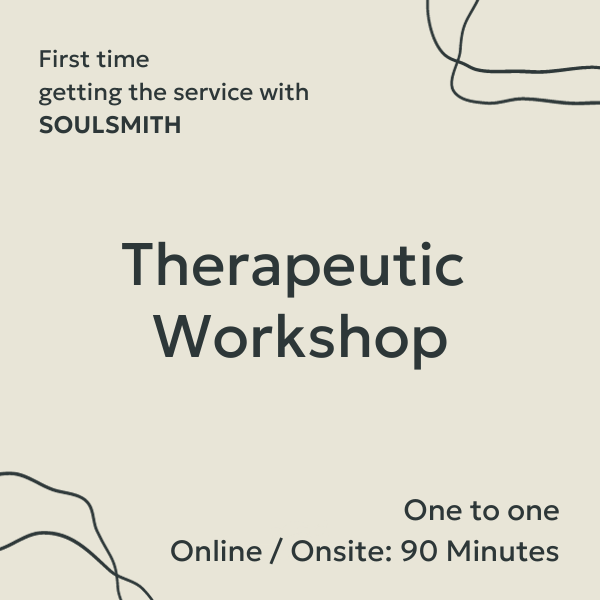 First time
getting the service with
SOULSMITH
Therapeutic
Workshop
One to one
Online / Onsite: 90 Minutes